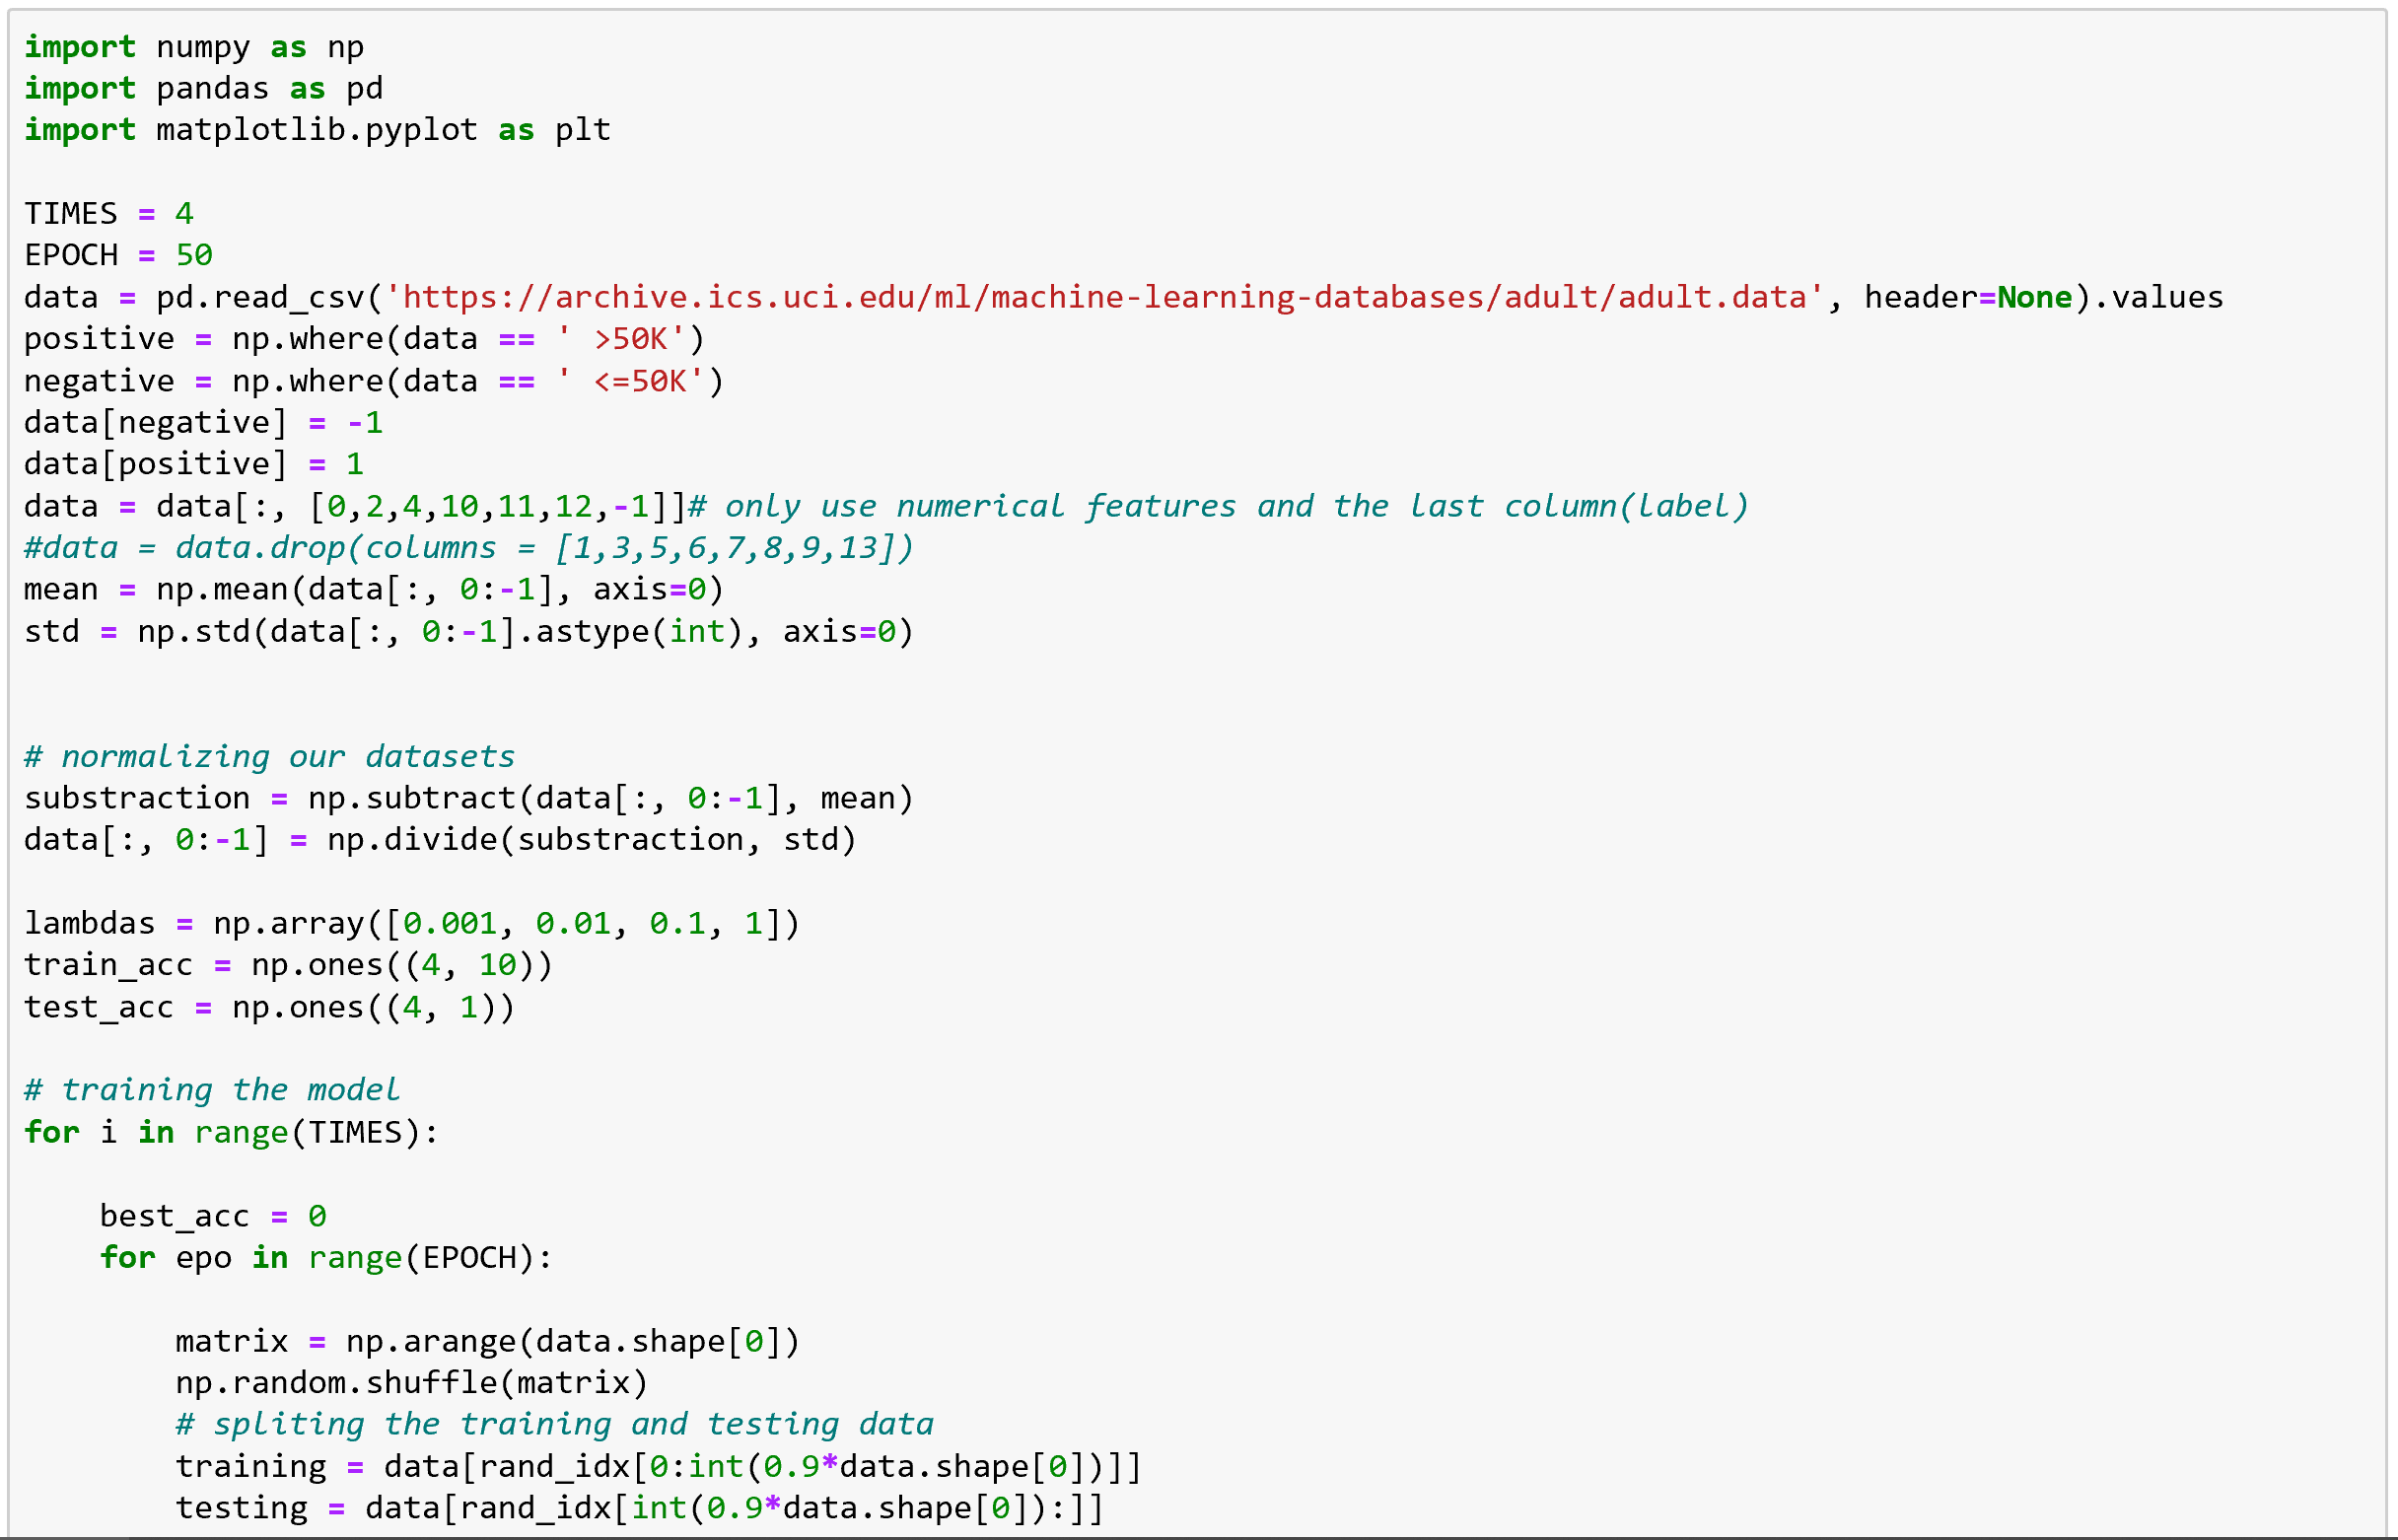 import numpy as np
import pandas as pd
import matplotlib.pyplot as plt
TIMES = 4
EPOCH = 50
data = pd.read_csv('https://archive.ics.uci.edu/ml/machine-learning-databases/adult/adult.data', header=None).values
positive = np.where(data == ' >50K')
negative = np.where(data == ' <=50K')
data[negative] = -1
data[positive] = 1
data = data[:, [0,2,4,10,11,12,-1]]# only use numerical features and the last column(label)
#data = data.drop(columns = [1,3,5,6,7,8,9,13])
mean = np.mean(data[:, 0:-1], axis=0)
std = np.std(data[:, 0:-1].astype(int), axis=0)
# normalizing our datasets
substraction = np.subtract(data[:, 0:-1], mean)
data[:, 0:-1] = np.divide(substraction, std)
lambdas = np.array([0.001, 0.01, 0.1, 1])
train_acc = np.ones((4, 10))
test_acc = np.ones((4, 1))
# training the model
for i in range(TIMES):
    best_acc = 0
    for epo in range(EPOCH):
        matrix = np.arange(data.shape[0])
        np.random.shuffle(matrix)
        # spliting the training and testing data
        training = data[rand_idx[0:int(0.9*data.shape[0])]]
        testing = data[rand_idx[int(0.9*data.shape[0]):]]